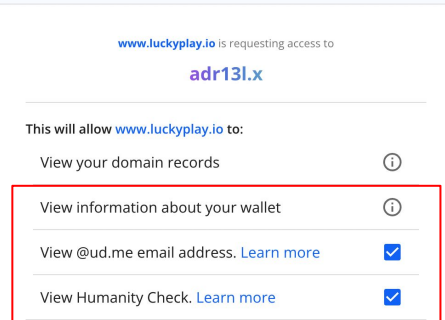 www.luckyplay.io is requesting access to
adr13l.x
This will allow www.luckyplay.io to:
View your domain records
View information about your wallet
View @ud.me email address. Learn more
View Humanity Check. Learn more